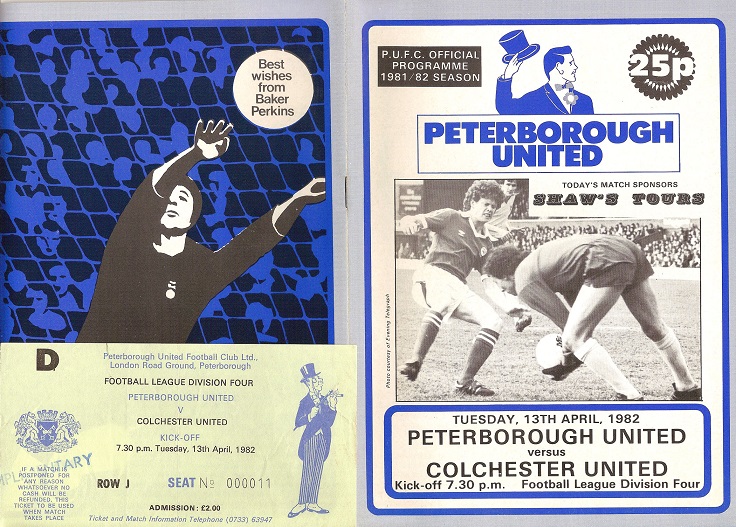 Best
wishes
from
Baker
Perkins
D
Peterborough United Football Club Ltd.,
London Road Ground, Peterborough
FOOTBALL LEAGUE DIVISION FOUR
PETERBOROUGH UNITED
V
COLCHESTER UNITED
KICK-OFF
7.30 p.m. Tuesday, 13th April, 1982
MPLIMENTARY
IF A MATCH IS
POSTPONED FOR
ANY REASON
WHATSOEVER NO
CASH WILL BE
REFUNDED. THIS
TICKET TO BE USED
WHEN MATCH
TAKES PLACE
ROW J SEAT No 000011
ADMISSION: £2.00
Ticket and Match Information Telephone (0733) 63947
P.U.F.C. OFFICIAL
PROGRAMME
1981/82 SEASON
25p
PETERBOROUGH
UNITED
TODAY'S MATCH SPONSORS
SHAW'S TOURS
Photo courtesy of Evening Telegraph
TUESDAY, 13TH APRIL, 1982
PETERBOROUGH UNITED
versus
COLCHESTER UNITED
Kick-off 7.30 p.m. Football League Division Four